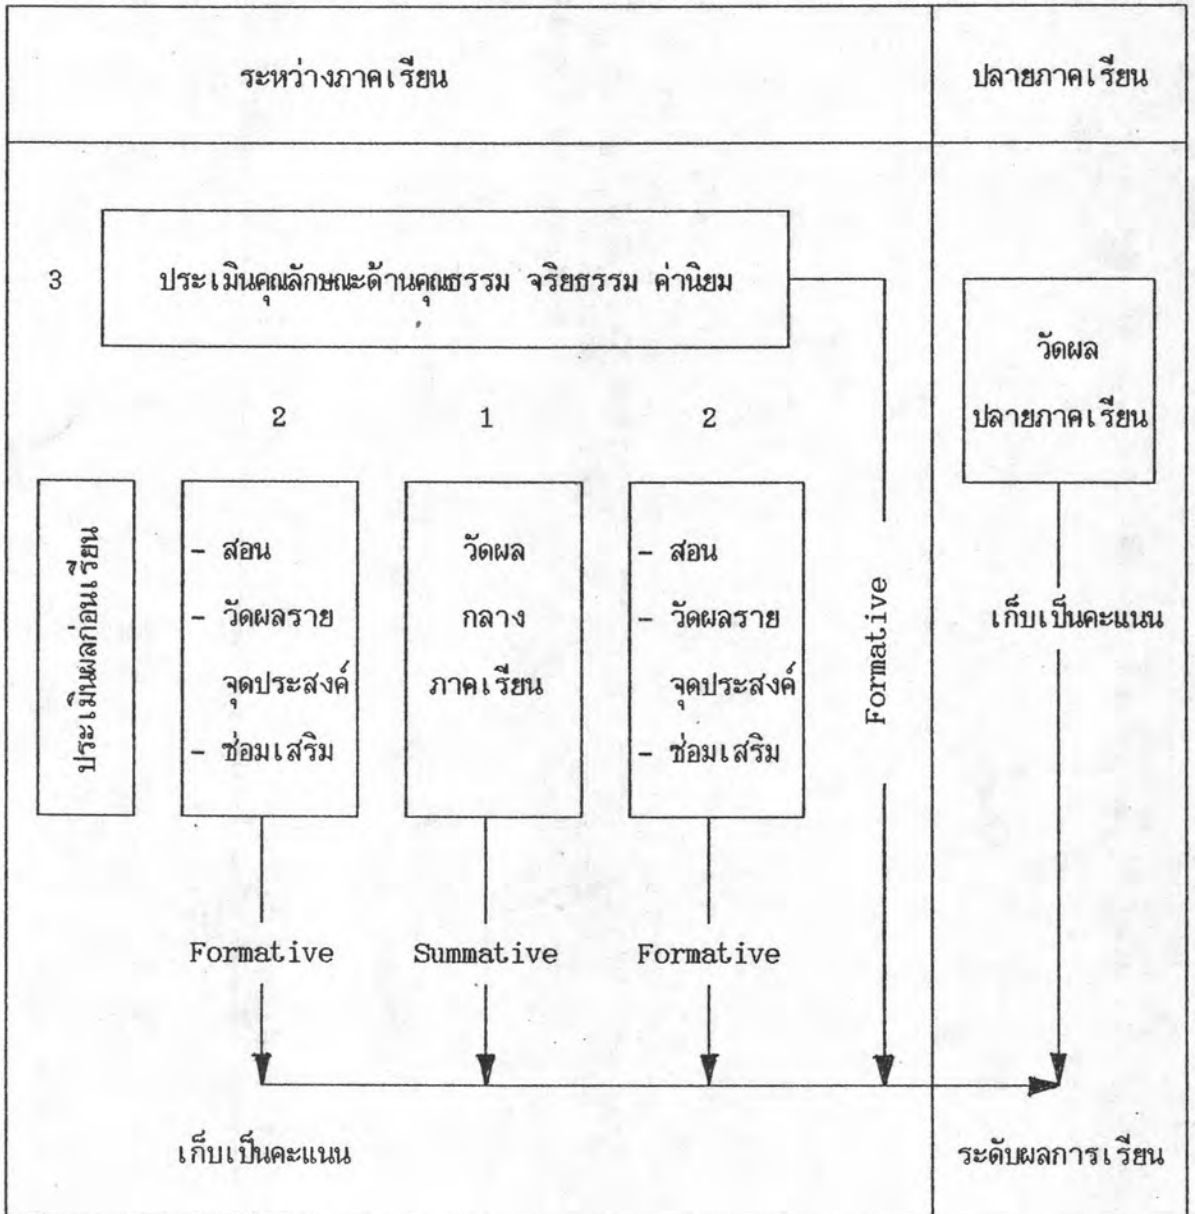 ระหว่างภาคเรียน
ปลายภาคเรียน
3
ประเมินคุณลักษณะด้านคุณธรรม จริยธรรม ค่านิยม
วัดผล
ปลายภาคเรียน
2
1
2
ประเมินผลก่อนเรียน
- สอน
- วัดผลราย
จุดประสงค์
- ซ่อมเสริม
วัดผล
กลาง
ภาคเรียน
- สอน
- วัดผลราย
จุดประสงค์
- ซ่อมเสริม
Formative
เก็บเป็นคะแนน
Formative
Summative
Formative
เก็บเป็นคะแนน
ระดับผลการเรียน